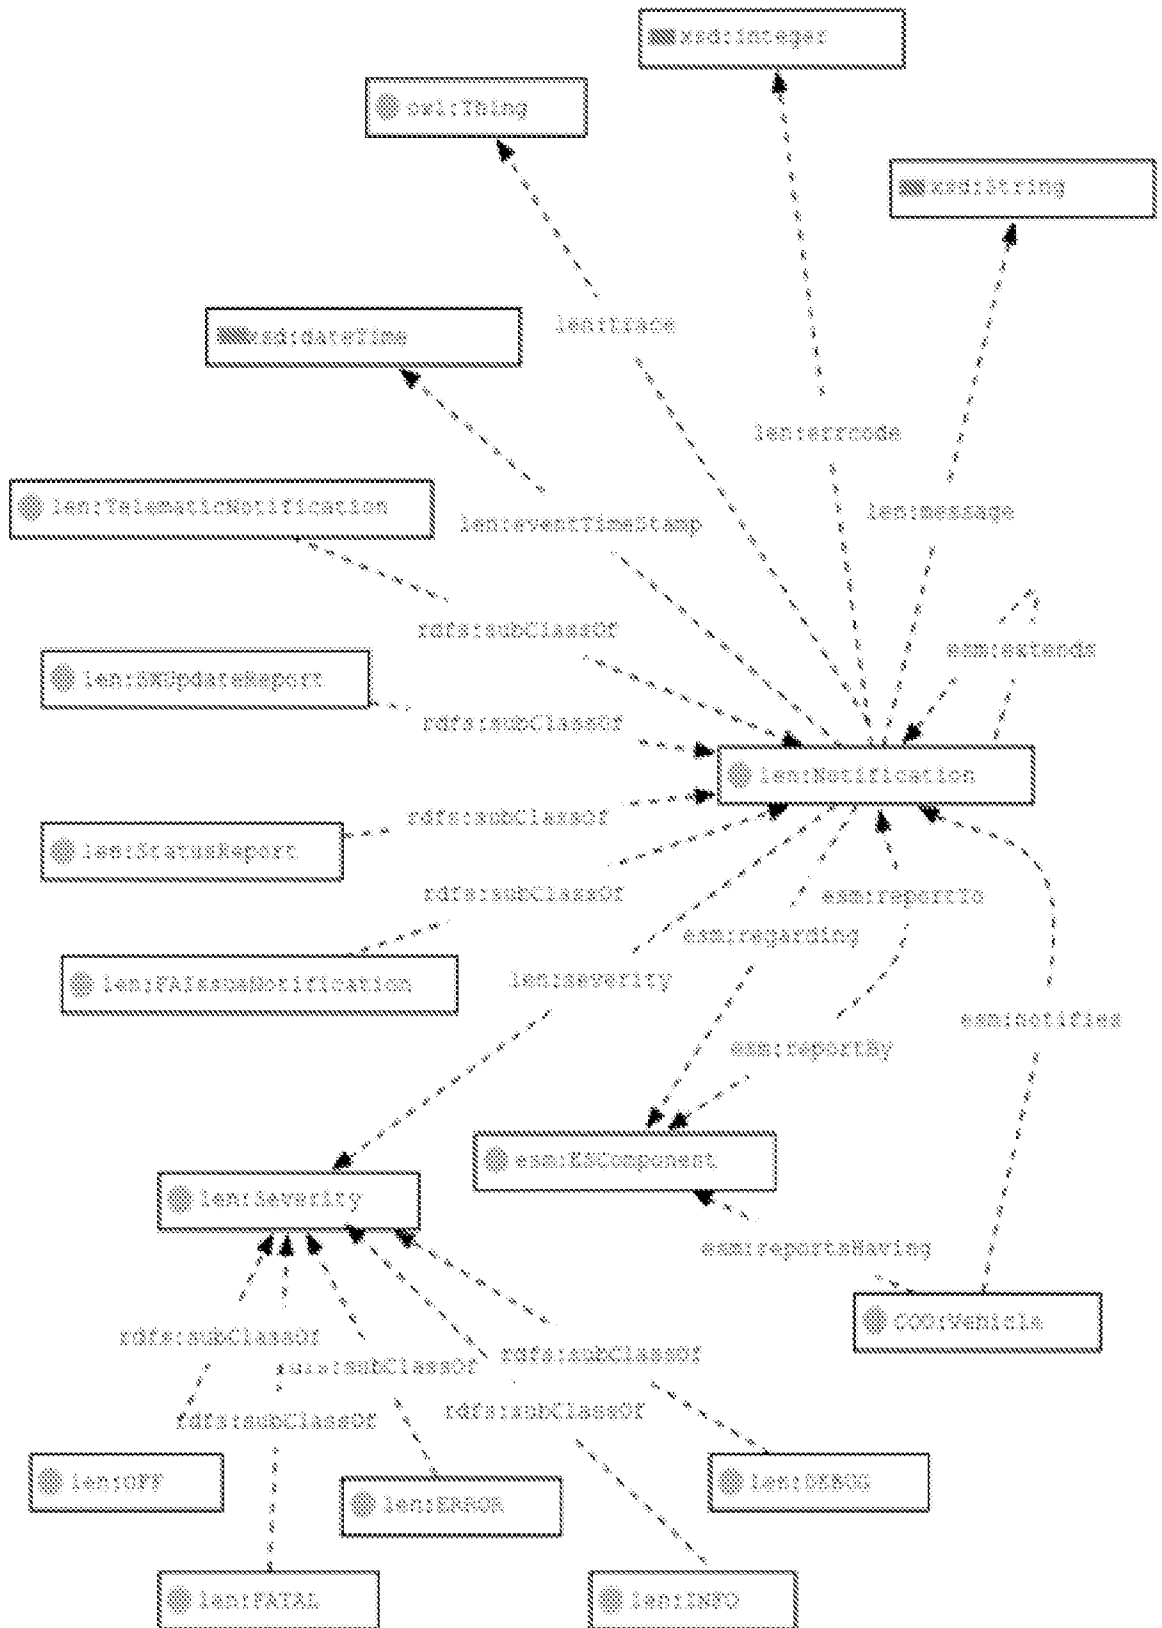 xsd:integer
owl:Thing
xsd:String
xsd:dateTime
len:trace
len:errcode
len:TelematicNotification
len:eventTimeStamp
len:message
rdfs:subClassOf
esm:extends
len:SWUpdateReport
rdfs:subClassOf
len:Notification
rdfs:subClassOf
len:StatusReport
rdfs:subClassOf
esm:reportTo
esm:regarding
len:FAIssueNotification
len:severity
esm:notifies
esm:reportBy
esm:ESComponent
len:Severity
esm:reportsHaving
COO:Vehicle
rdfs:subClassOf
rdfs:subClassOf
rdfs:subClassOf
rdfs:subClassOf
rdfs:subClassOf
len:OFF
len:ERROR
len:DEBUG
len:FATAL
len:INFO